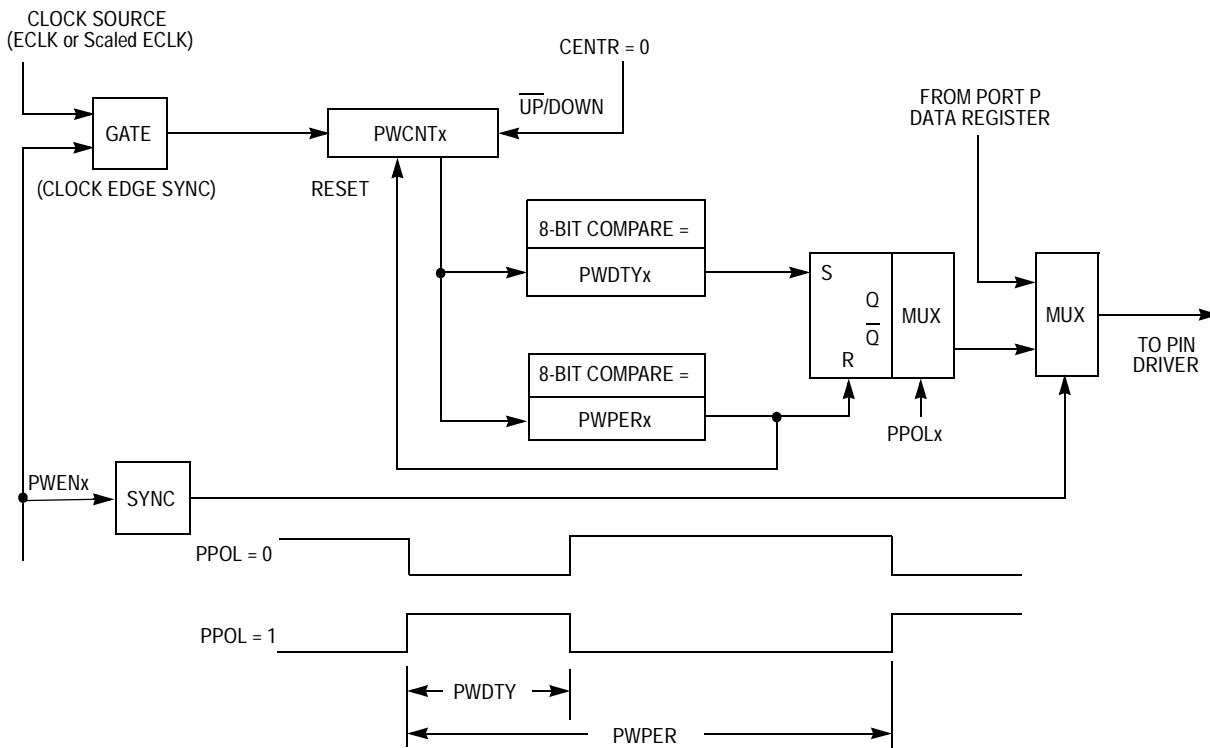 CLOCK SOURCE
(ECLK or Scaled ECLK)
CENTR = 0
UP/DOWN
FROM PORT P
DATA REGISTER
GATE
PWCNTx
(CLOCK EDGE SYNC)
RESET
8-BIT COMPARE =
PWDTYx
S
Q
Q
R
MUX
MUX
TO PIN
DRIVER
8-BIT COMPARE =
PWPERx
PPOLx
PWENx
SYNC
PPOL = 0
PPOL = 1
PWDTY
PWPER